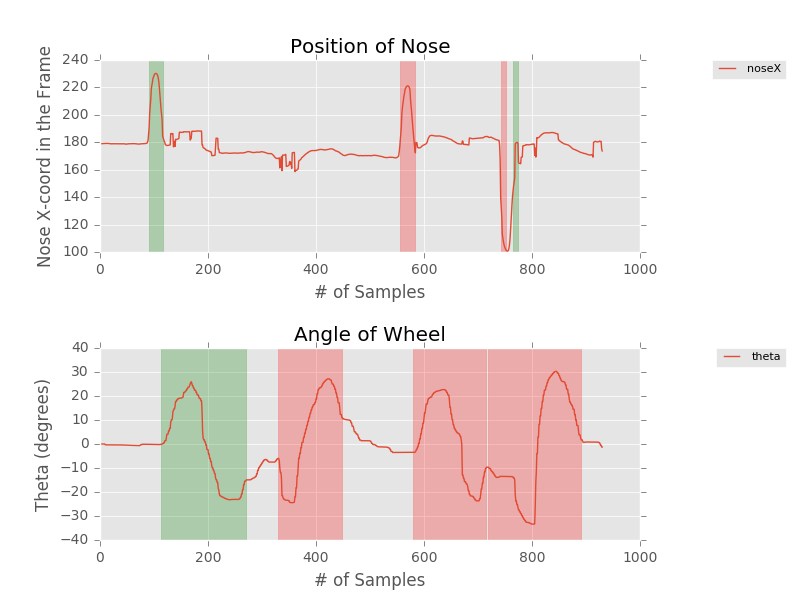 Position of Nose
Nose X-coord in the Frame
240
220
200
180
160
140
120
100
0 200 400 600 800 1000
# of Samples
noseX
Angle of Wheel
Theta (degrees)
40
30
20
10
0
−10
−20
−30
−40
0 200 400 600 800 1000
# of Samples
theta